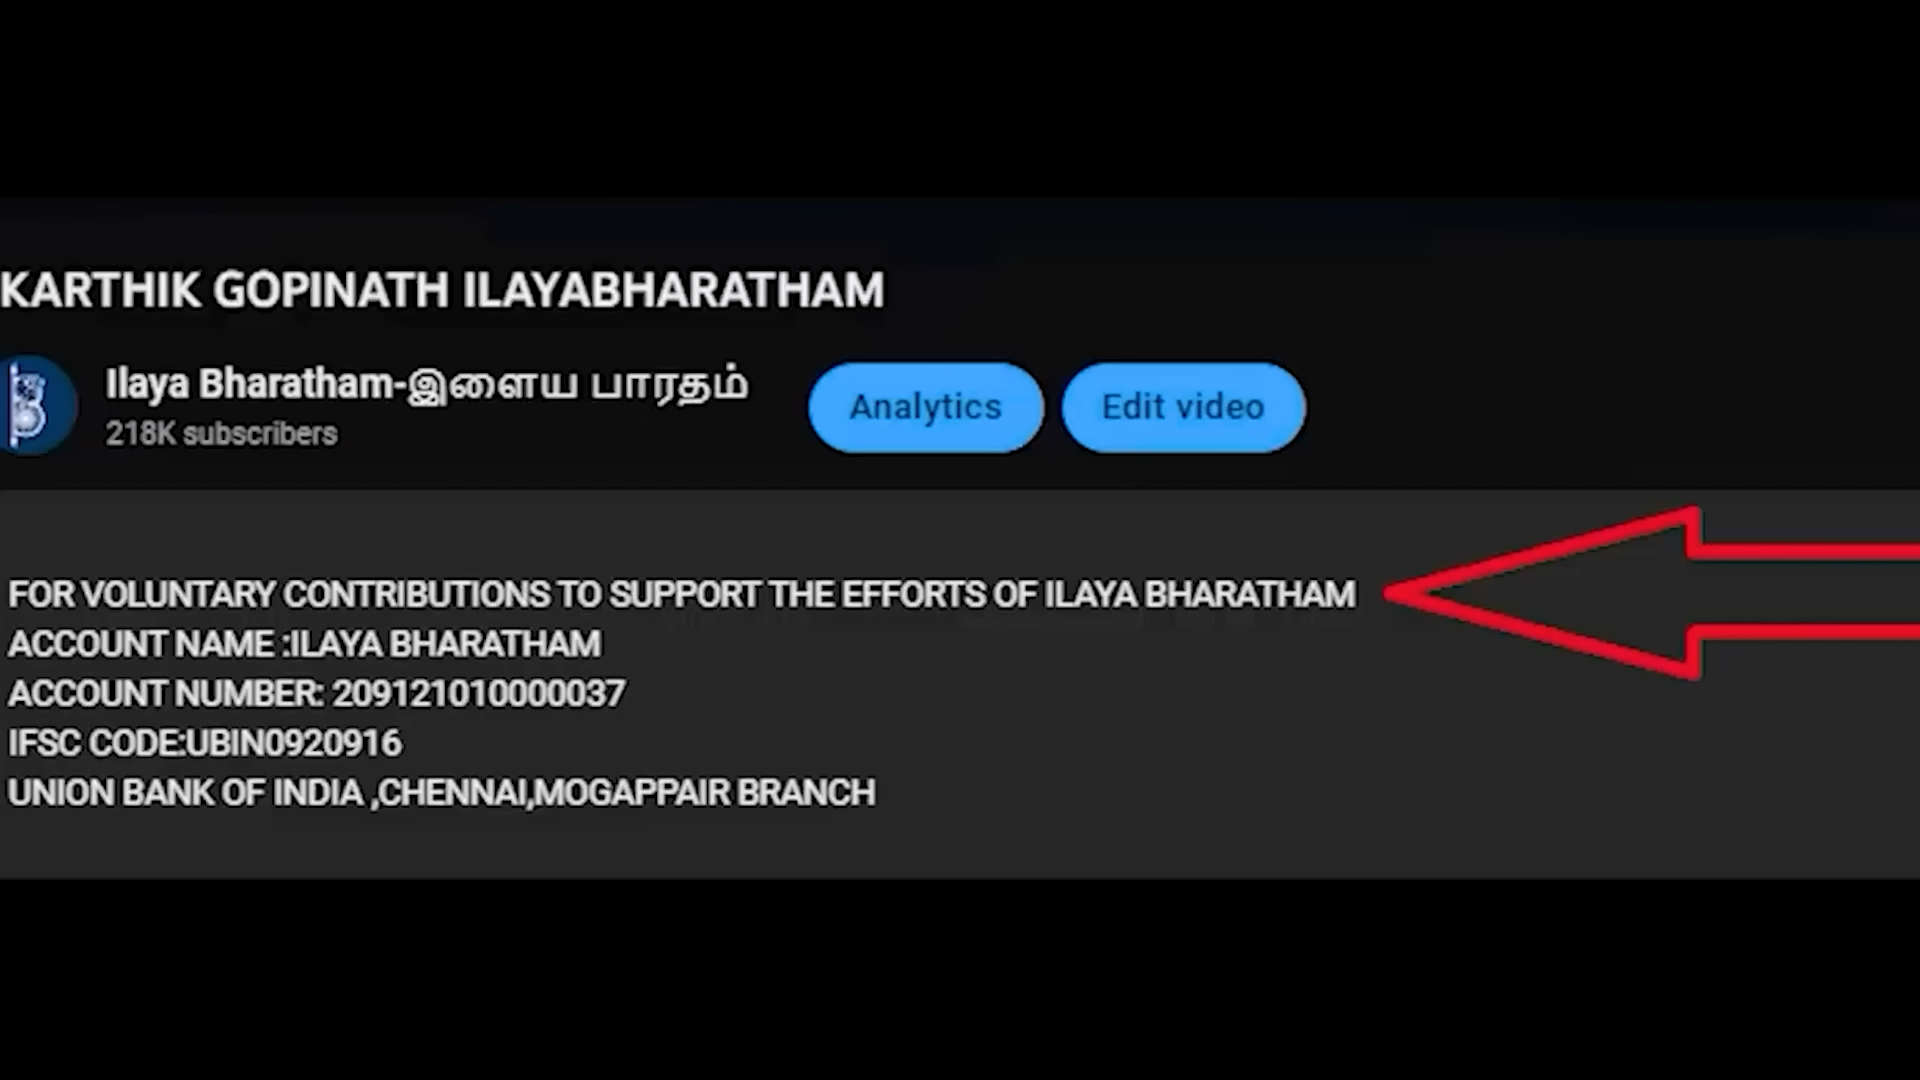 KARTHIK GOPINATH ILAYABHARATHAM
Ilaya Bharatham-இளைய பாரதம்
218K subscribers
Analytics
Edit video
FOR VOLUNTARY CONTRIBUTIONS TO SUPPORT THE EFFORTS OF ILAYA BHARATHAM
ACCOUNT NAME :ILAYA BHARATHAM
ACCOUNT NUMBER: 209121010000037
IFSC CODE:UBIN0920916
UNION BANK OF INDIA ,CHENNAI,MOGAPPAIR BRANCH